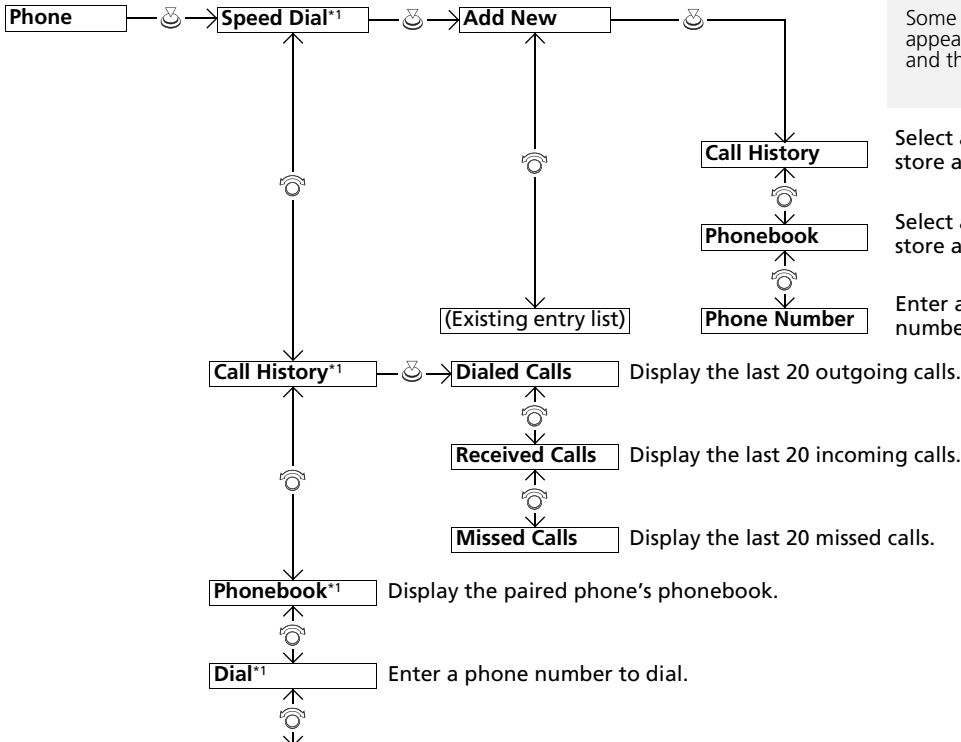 Phone
Speed Dial*1
Add New
Some
appea
and th
Call History
Select a
store a
Phonebook
Select a
store a
(Existing entry list)
Phone Number
Enter a
numbe
Call History*1
Dialed Calls
Display the last 20 outgoing calls.
Received Calls
Display the last 20 incoming calls.
Missed Calls
Display the last 20 missed calls.
Phonebook*1
Display the paired phone’s phonebook.
Dial*1
Enter a phone number to dial.